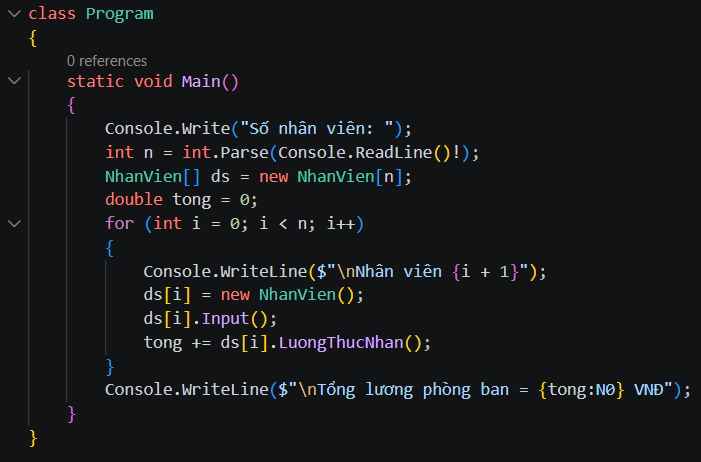 class Program
{
0 references
static void Main()
{
Console.Write("Số nhân viên: ");
int n = int.Parse(Console.ReadLine()!);
NhanVien[] ds = new NhanVien[n];
double tong = 0;
for (int i = 0; i < n; i++)
{
Console.WriteLine($"\nNhân viên {i + 1}");
ds[i] = new NhanVien();
ds[i].Input();
tong += ds[i].LuongThucNhan();
}
Console.WriteLine($"\nTổng lương phòng ban = {tong:N0} VNĐ");
}
}